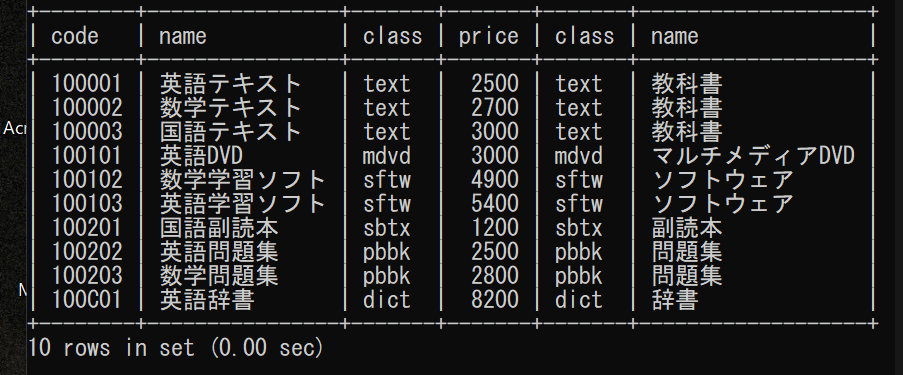 +--------+-----------------+-------+-------+-------+--------------------+
| code   | name            | class | price | class | name               |
+--------+-----------------+-------+-------+-------+--------------------+
| 100001 | 英語テキスト    | text  |  2500 | text  | 教科書             |
| 100002 | 数学テキスト    | text  |  2700 | text  | 教科書             |
| 100003 | 国語テキスト    | text  |  3000 | text  | 教科書             |
Acr
| 100101 | 英語DVD         | mdvd  |  3000 | mdvd  | マルチメディアDVD  |
| 100102 | 数学学習ソフト  | sftw  |  4900 | sftw  | ソフトウェア       |
| 100103 | 英語学習ソフト  | sftw  |  5400 | sftw  | ソフトウェア       |
| 100201 | 国語副読本      | sbtx  |  1200 | sbtx  | 副読本             |
| 100202 | 英語問題集      | pbbk  |  2500 | pbbk  | 問題集             |
| 100203 | 数学問題集      | pbbk  |  2800 | pbbk  | 問題集             |
| 100C01 | 英語辞書        | dict  |  8200 | dict  | 辞書               |
+--------+-----------------+-------+-------+-------+--------------------+
10 rows in set (0.00 sec)